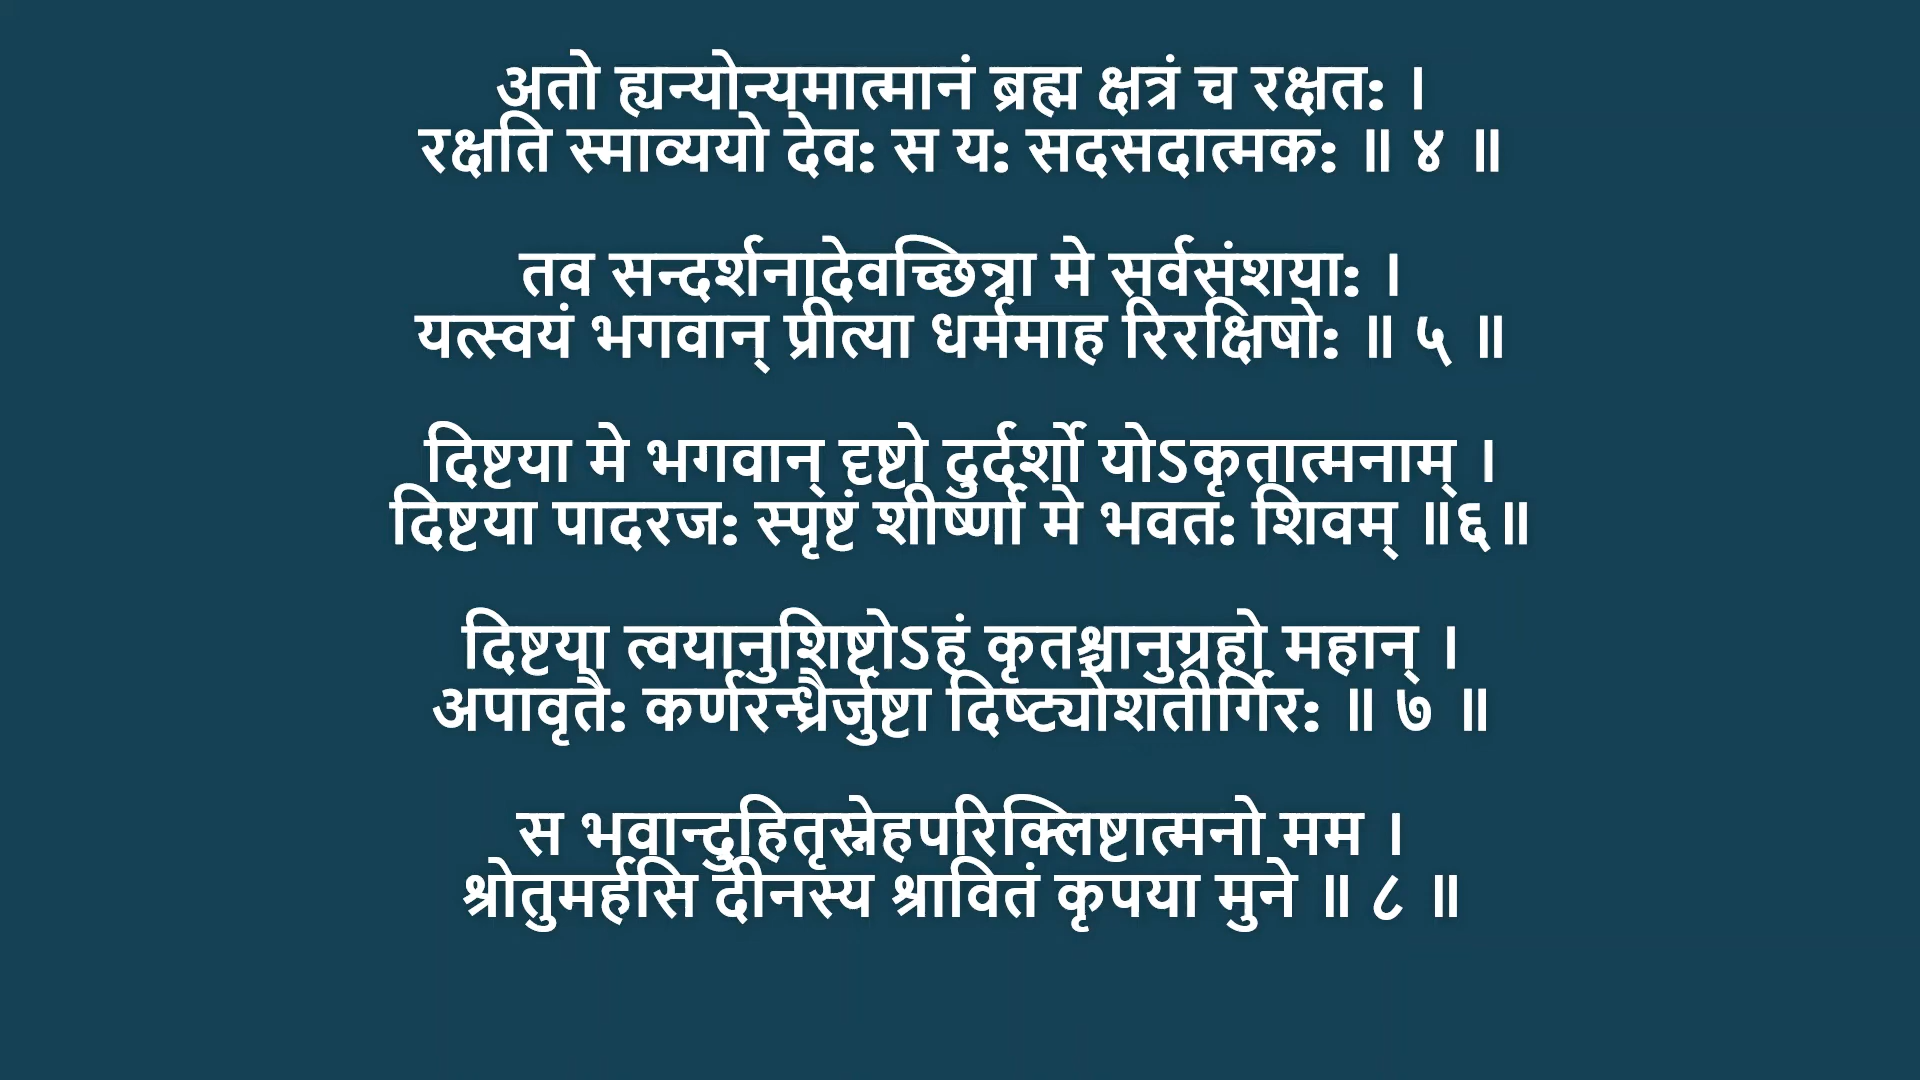 अतो ह्यन्योन्यमात्मानं ब्रह्म क्षत्रं च रक्षत: ।
रक्षति स्माव्ययो देव: स य: सदसदात्मक: ॥ ४ ॥
तव सन्दर्शनादेवच्छिन्ना मे सर्वसंशया: ।
यत्स्वयं भगवान् प्रीत्या धर्ममाह रिरक्षिषो: ॥ ५ ॥
दिष्टया मे भगवान् दृष्टो दुर्दर्शो योऽकृतात्मनाम् ।
दिष्टया पादरज: स्पृष्टं शीर्ष्णा मे भवत: शिवम् ॥६॥
दिष्टया त्वयानुशिष्टोऽहं कृतश्चानुग्रहो महान् ।
अपावृतै: कर्णरन्ध्रैर्जुष्टा दिष्ट्योशतीर्गिर: ॥ ७ ॥
स भवान्दुहितृस्नेहपरिक्लिष्टात्मनो मम ।
श्रोतुमर्हसि दीनस्य श्रावितं कृपया मुने ॥ ८ ॥